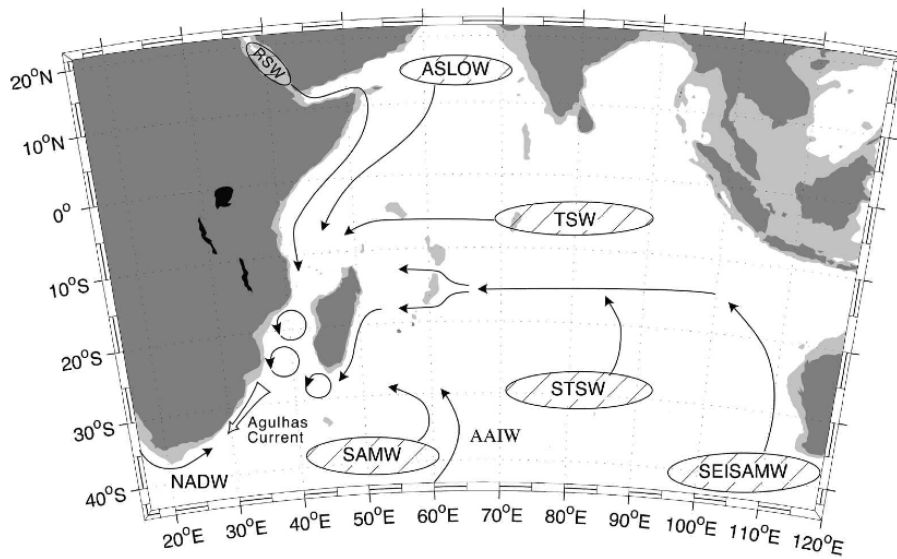 RSW
ASLOW
20°N
10°N
0°
TSW
10°S
20°S
STSW
Agulhas
Current
30°S
AAIW
SAMW
SEISAMW
NADW
40°S
20°E
30°E
40°E
50°E
60°E
70°E
80°E
90°E
100°E
110°E
120°E